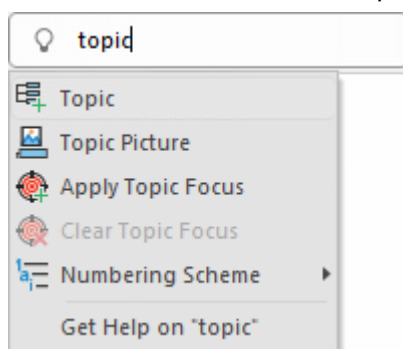 topic
Topic
Topic Picture
Apply Topic Focus
Clear Topic Focus
Numbering Scheme
Get Help on "topic"